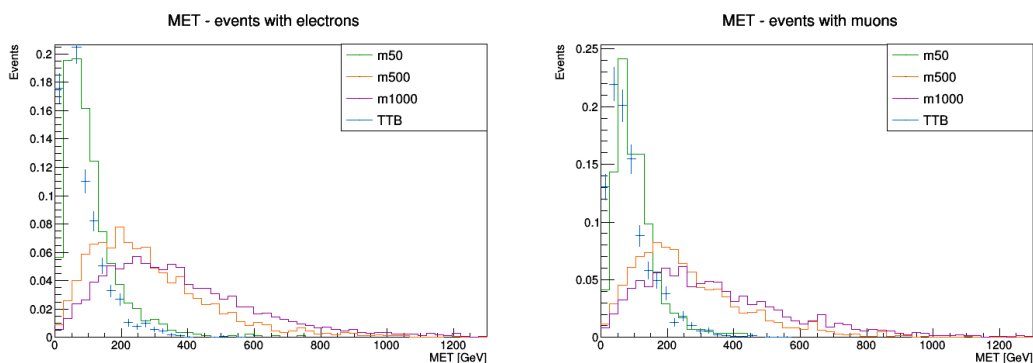 MET - events with electrons
Events
0.2
0.18
0.16
0.14
0.12
0.1
0.08
0.06
0.04
0.02
0
0 200 400 600 800 1000 1200
MET [GeV]
m50
m500
m1000
TTB
MET - events with muons
Events
0.25
0.2
0.15
0.1
0.05
0
0 200 400 600 800 1000 1200
MET [GeV]
m50
m500
m1000
TTB